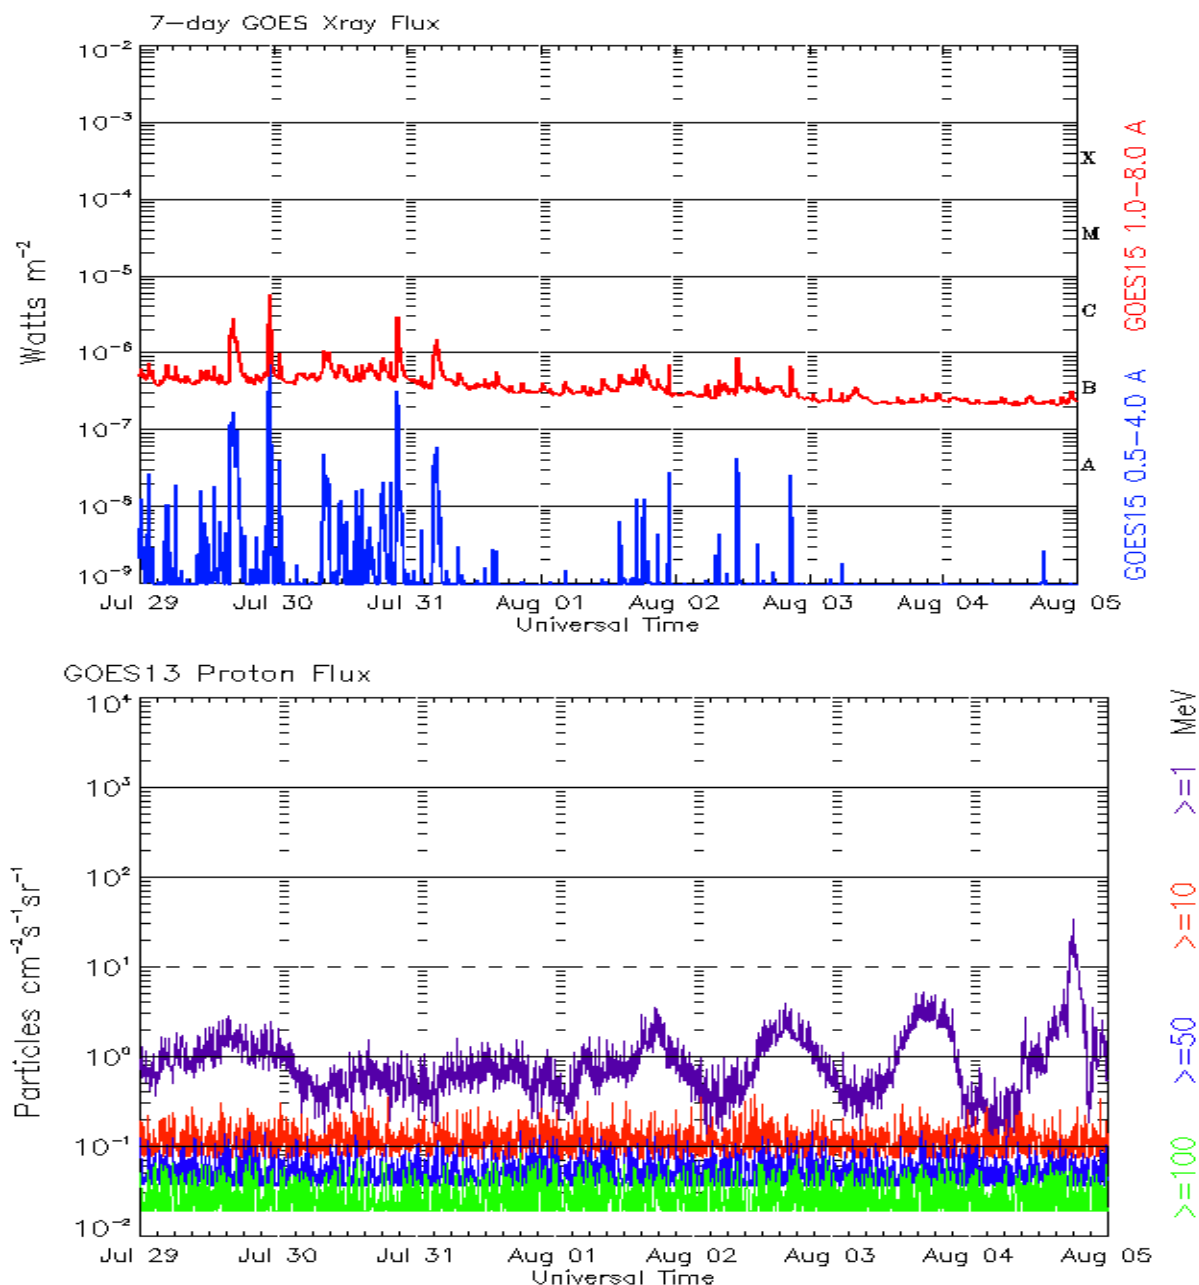 7-day GOES Xray Flux
10⁻²
10⁻³
10⁻⁴
10⁻⁵
10⁻⁶
10⁻⁷
10⁻⁸
10⁻⁹
Watts m⁻²
X
M
C
B
A
GOES15 1.0-8.0 A
GOES15 0.5-4.0 A
Jul 29 Jul 30 Jul 31 Aug 01 Aug 02 Aug 03 Aug 04 Aug 05
Universal Time
GOES13 Proton Flux
10⁴
10³
10²
10¹
10⁰
10⁻¹
10⁻²
Particles cm⁻²s⁻¹sr⁻¹
>=1 MeV
>=10
>=50
>=100
Jul 29 Jul 30 Jul 31 Aug 01 Aug 02 Aug 03 Aug 04 Aug 05
Universal Time